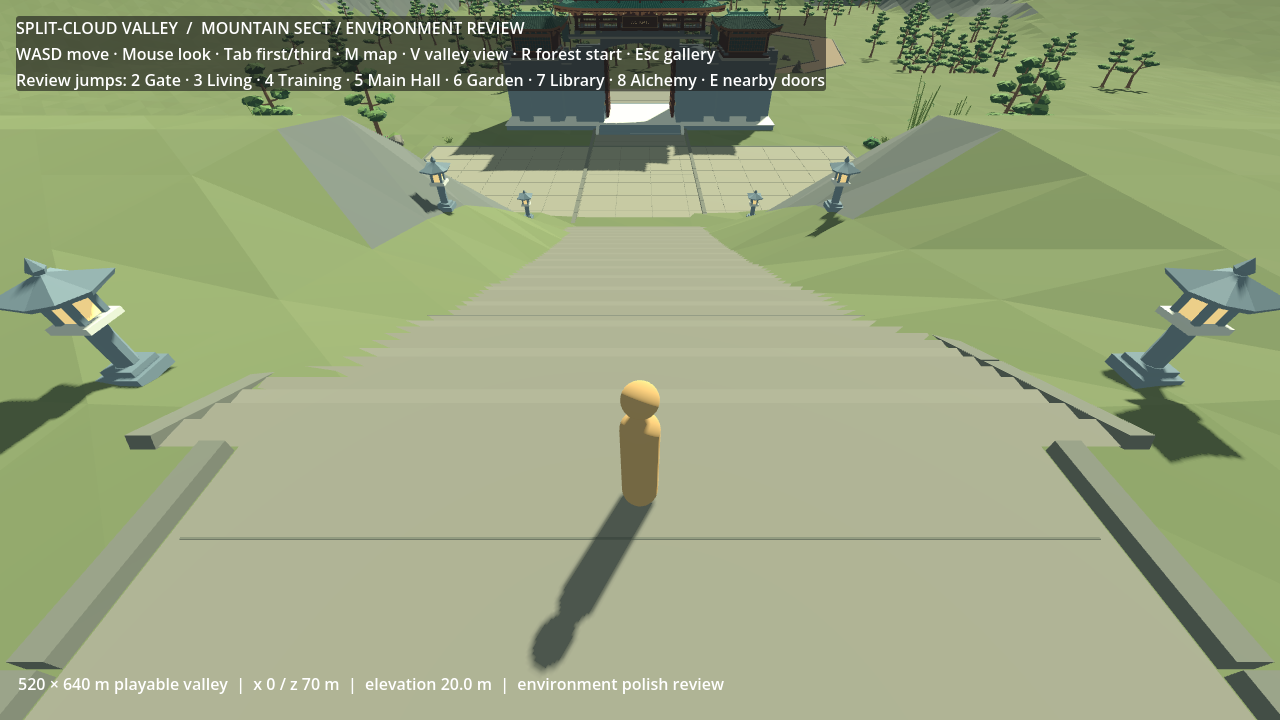 SPLIT-CLOUD VALLEY / MOUNTAIN SECT / ENVIRONMENT REVIEW
WASD move · Mouse look · Tab first/third · M map · V valley view · R forest start · Esc gallery
Review jumps: 2 Gate · 3 Living · 4 Training · 5 Main Hall · 6 Garden · 7 Library · 8 Alchemy · E nearby doors
520 × 640 m playable valley | x 0 / z 70 m | elevation 20.0 m | environment polish review